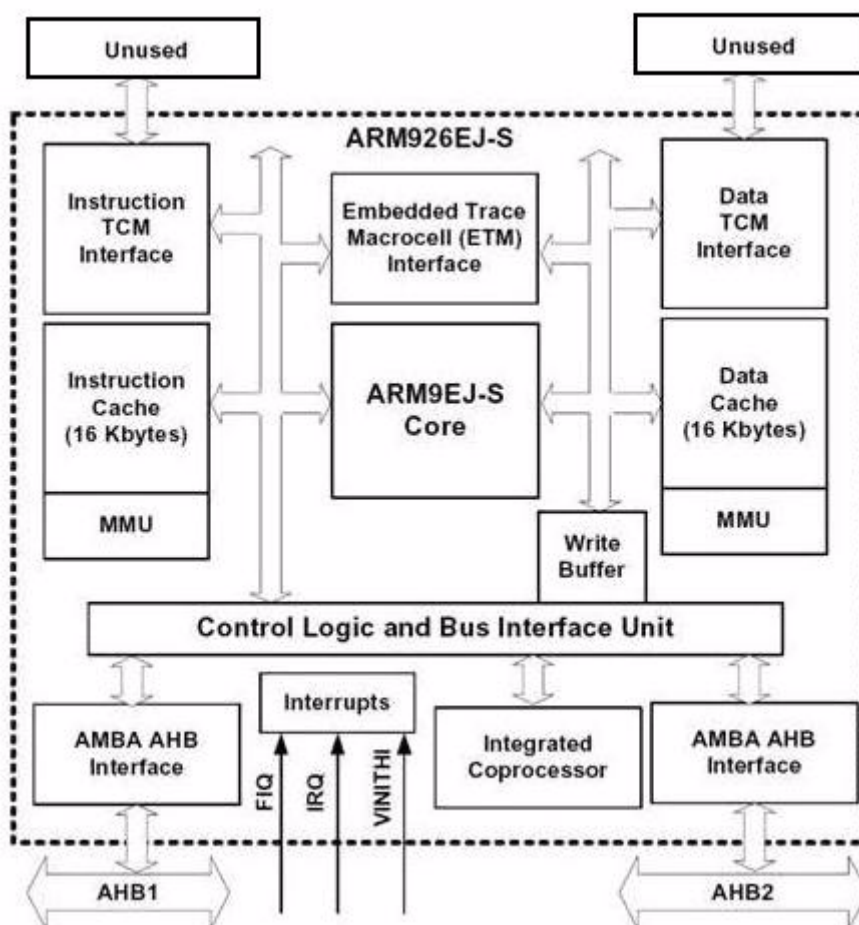 Unused
Unused
ARM926EJ-S
Instruction
TCM
Interface
Embedded Trace
Macrocell (ETM)
Interface
Data
TCM
Interface
Instruction
Cache
(16 Kbytes)
ARM9EJ-S
Core
Data
Cache
(16 Kbytes)
MMU
MMU
Write
Buffer
Control Logic and Bus Interface Unit
AMBA AHB
Interface
Interrupts
FIQ
IRQ
VINITHI
Integrated
Coprocessor
AMBA AHB
Interface
AHB1
AHB2